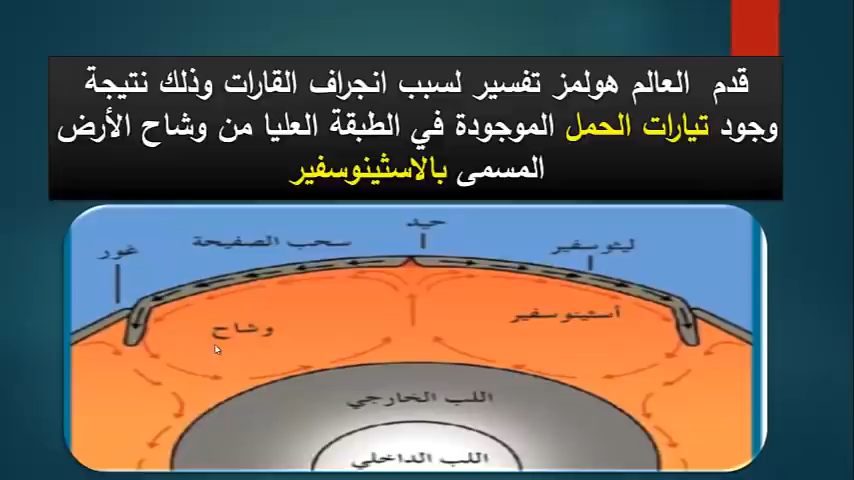 قدم العالم هولمز تفسير لسبب انجراف القارات وذلك نتيجة
وجود تيارات الحمل الموجودة في الطبقة العليا من وشاح الأرض
المسمى بالاسثينوسفير
حيد
ليثوسفير
سحب الصفيحة
غور
أستينوسفير
وشاح
اللب الخارجي
اللب الداخلي